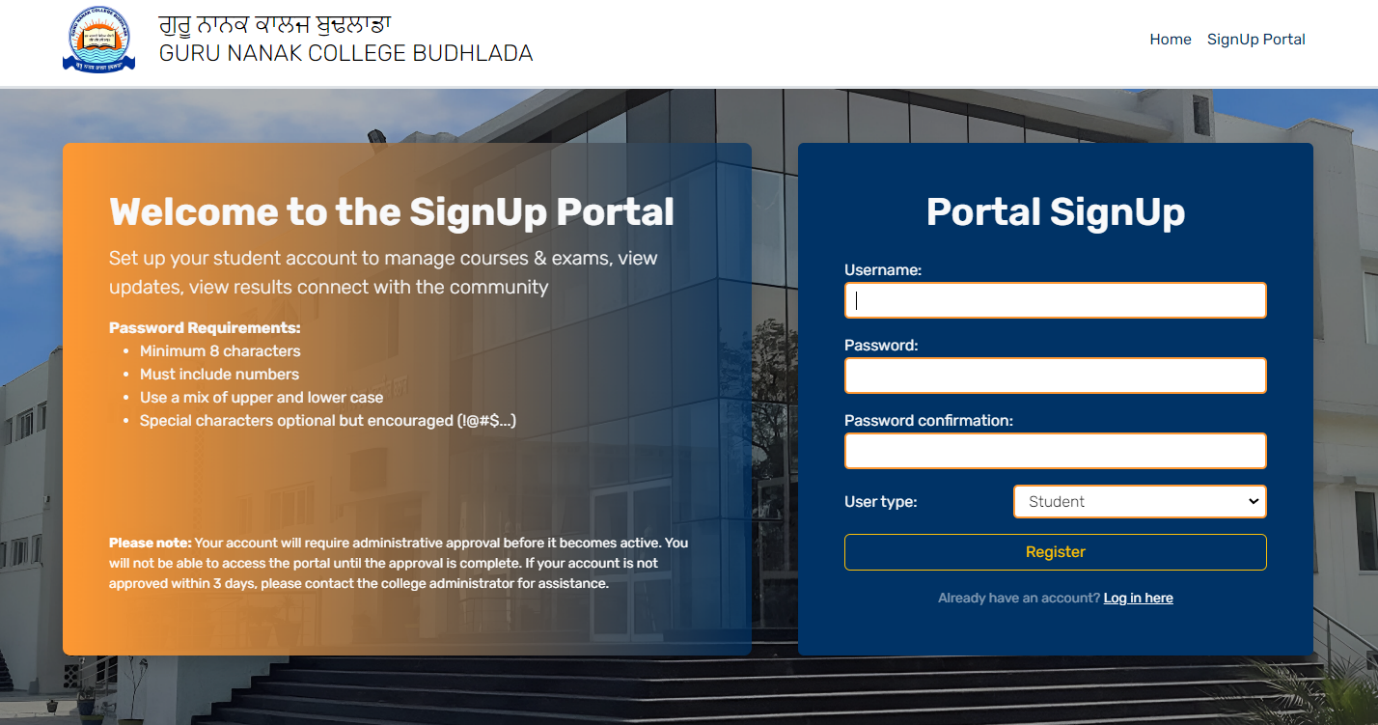 ਗੁਰੂ ਨਾਨਕ ਕਾਲਜ ਬੁਢਲਾਡਾ
GURU NANAK COLLEGE BUDHLADA
Home SignUp Portal
Welcome to the SignUp Portal
Set up your student account to manage courses & exams, view
updates, view results connect with the community
Password Requirements:
• Minimum 8 characters
• Must include numbers
• Use a mix of upper and lower case
• Special characters optional but encouraged (!@#$...)
Please note: Your account will require administrative approval before it becomes active. You
will not be able to access the portal until the approval is complete. If your account is not
approved within 3 days, please contact the college administrator for assistance.
Portal SignUp
Username:
Password:
Password confirmation:
User type: Student
Register
Already have an account? Log in here